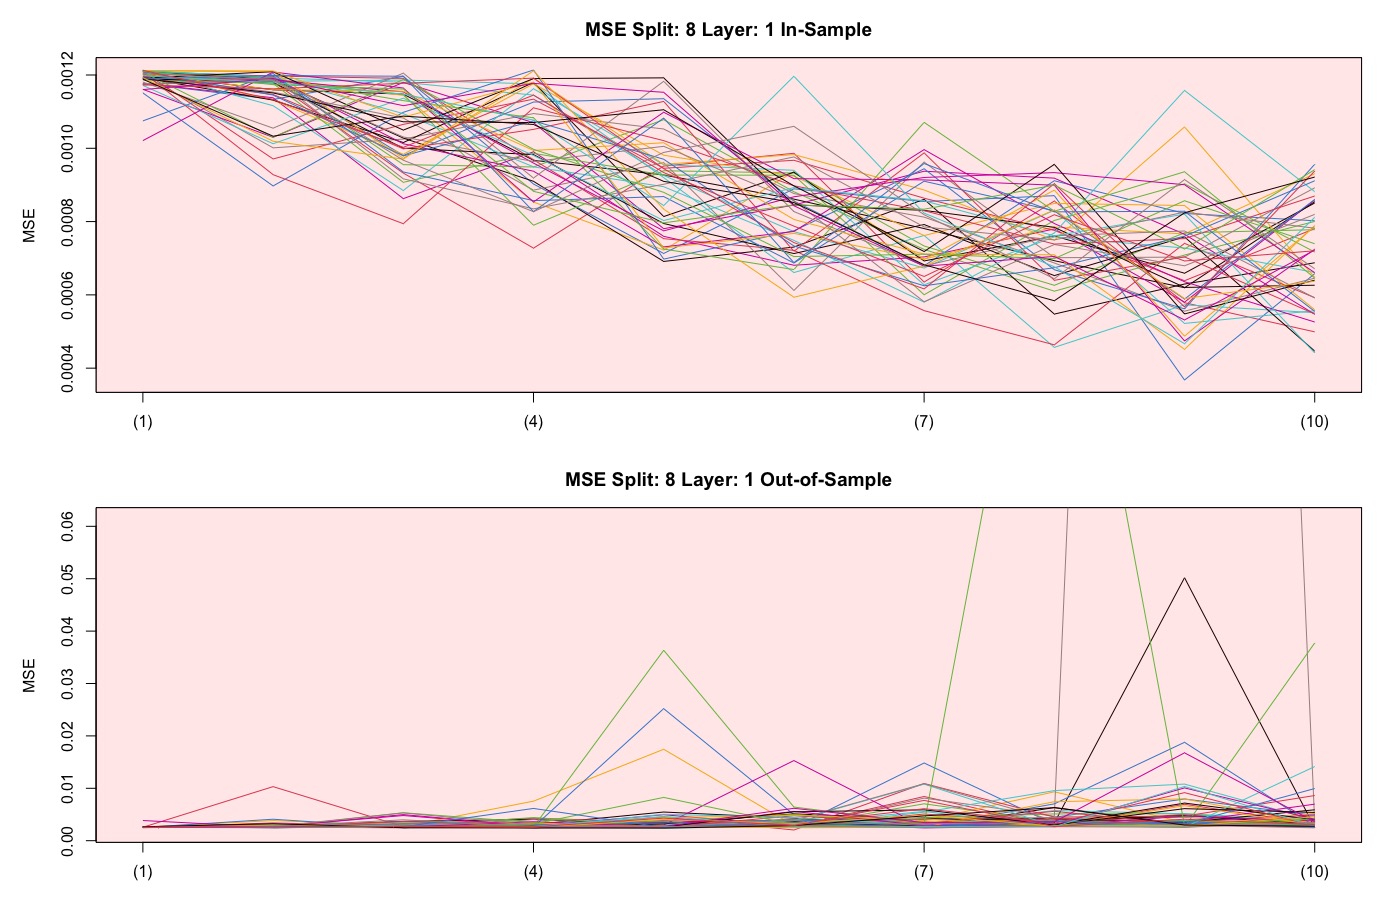 MSE Split: 8 Layer: 1 In-Sample
MSE
0.0012
0.0010
0.0008
0.0006
0.0004
(1) (4) (7) (10)
MSE Split: 8 Layer: 1 Out-of-Sample
MSE
0.06
0.05
0.04
0.03
0.02
0.01
0.00
(1) (4) (7) (10)